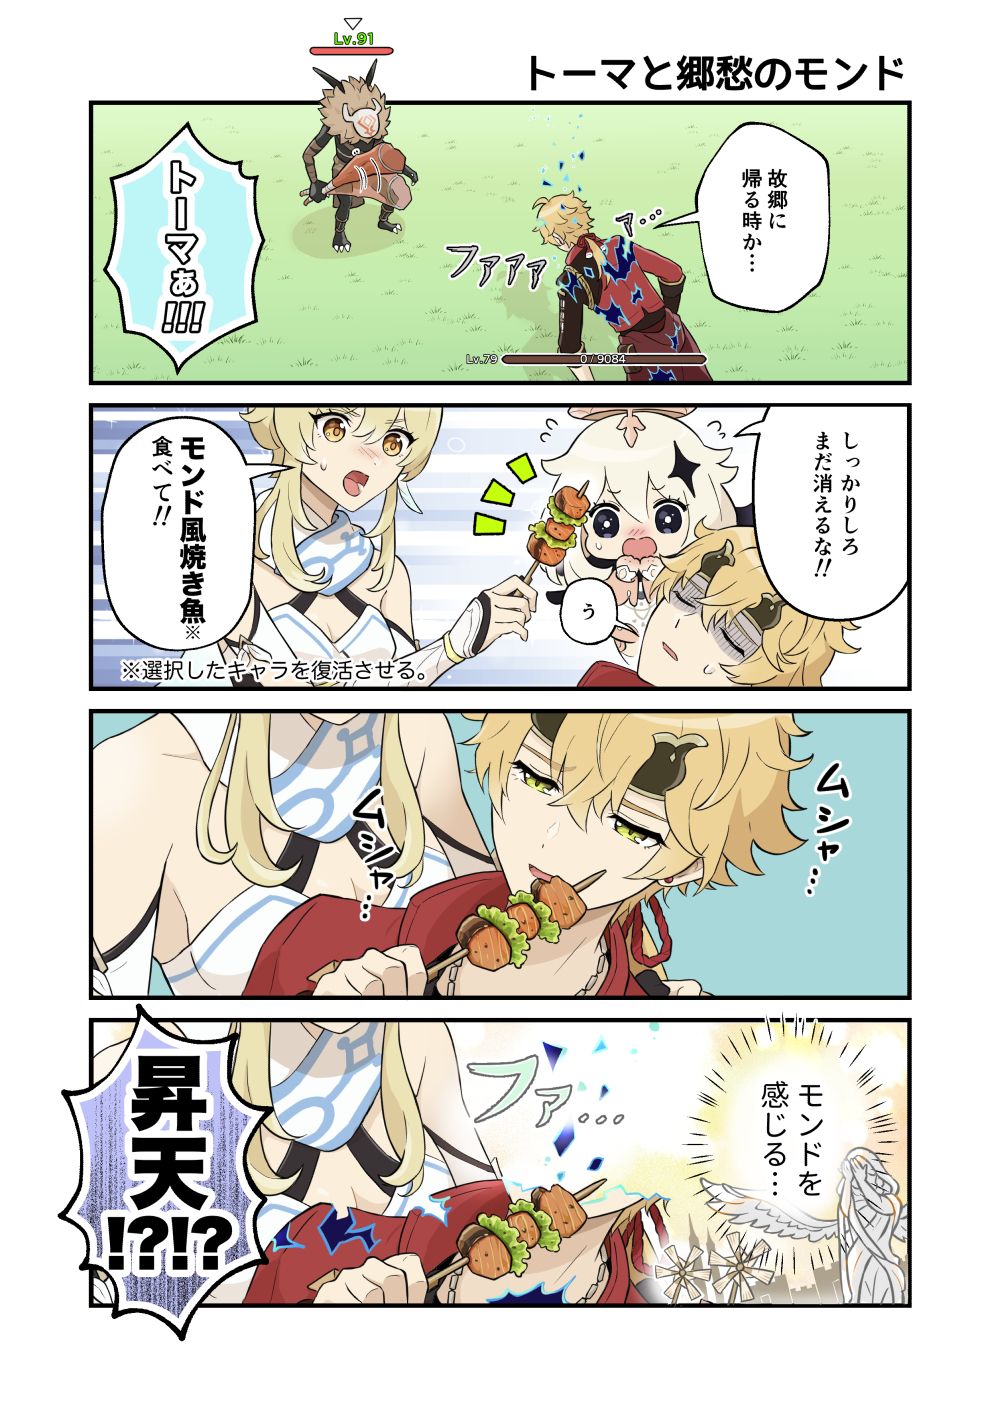 トーマと郷愁のモンド
Lv.91
故郷に
帰る時か…
ァ…
ファアァ
トーマぁ!!!
Lv.79
0 / 9084
しっかりしろ
まだ消えるな!!
う
モンド風焼き魚※
食べて!!
※選択したキャラを復活させる。
ムシャ…
ムシャ…
モンドを
感じる…
ファ…
昇天
!?!?